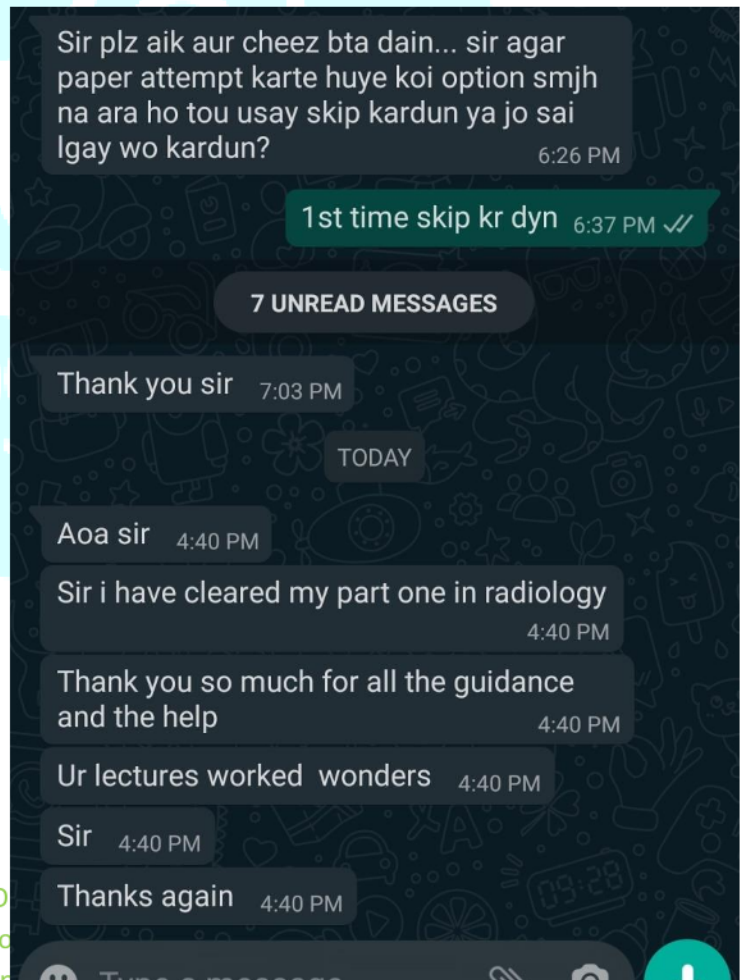 Sir plz aik aur cheez bta dain... sir agar
paper attempt karte huye koi option smjh
na ara ho tou usay skip kardun ya jo sai
lgay wo kardun?
6:26 PM
1st time skip kr dyn 6:37 PM
7 UNREAD MESSAGES
Thank you sir 7:03 PM
TODAY
Aoa sir 4:40 PM
Sir i have cleared my part one in radiology
4:40 PM
Thank you so much for all the guidance
and the help 4:40 PM
Ur lectures worked wonders 4:40 PM
Sir 4:40 PM
Thanks again 4:40 PM
09:28
Type a message